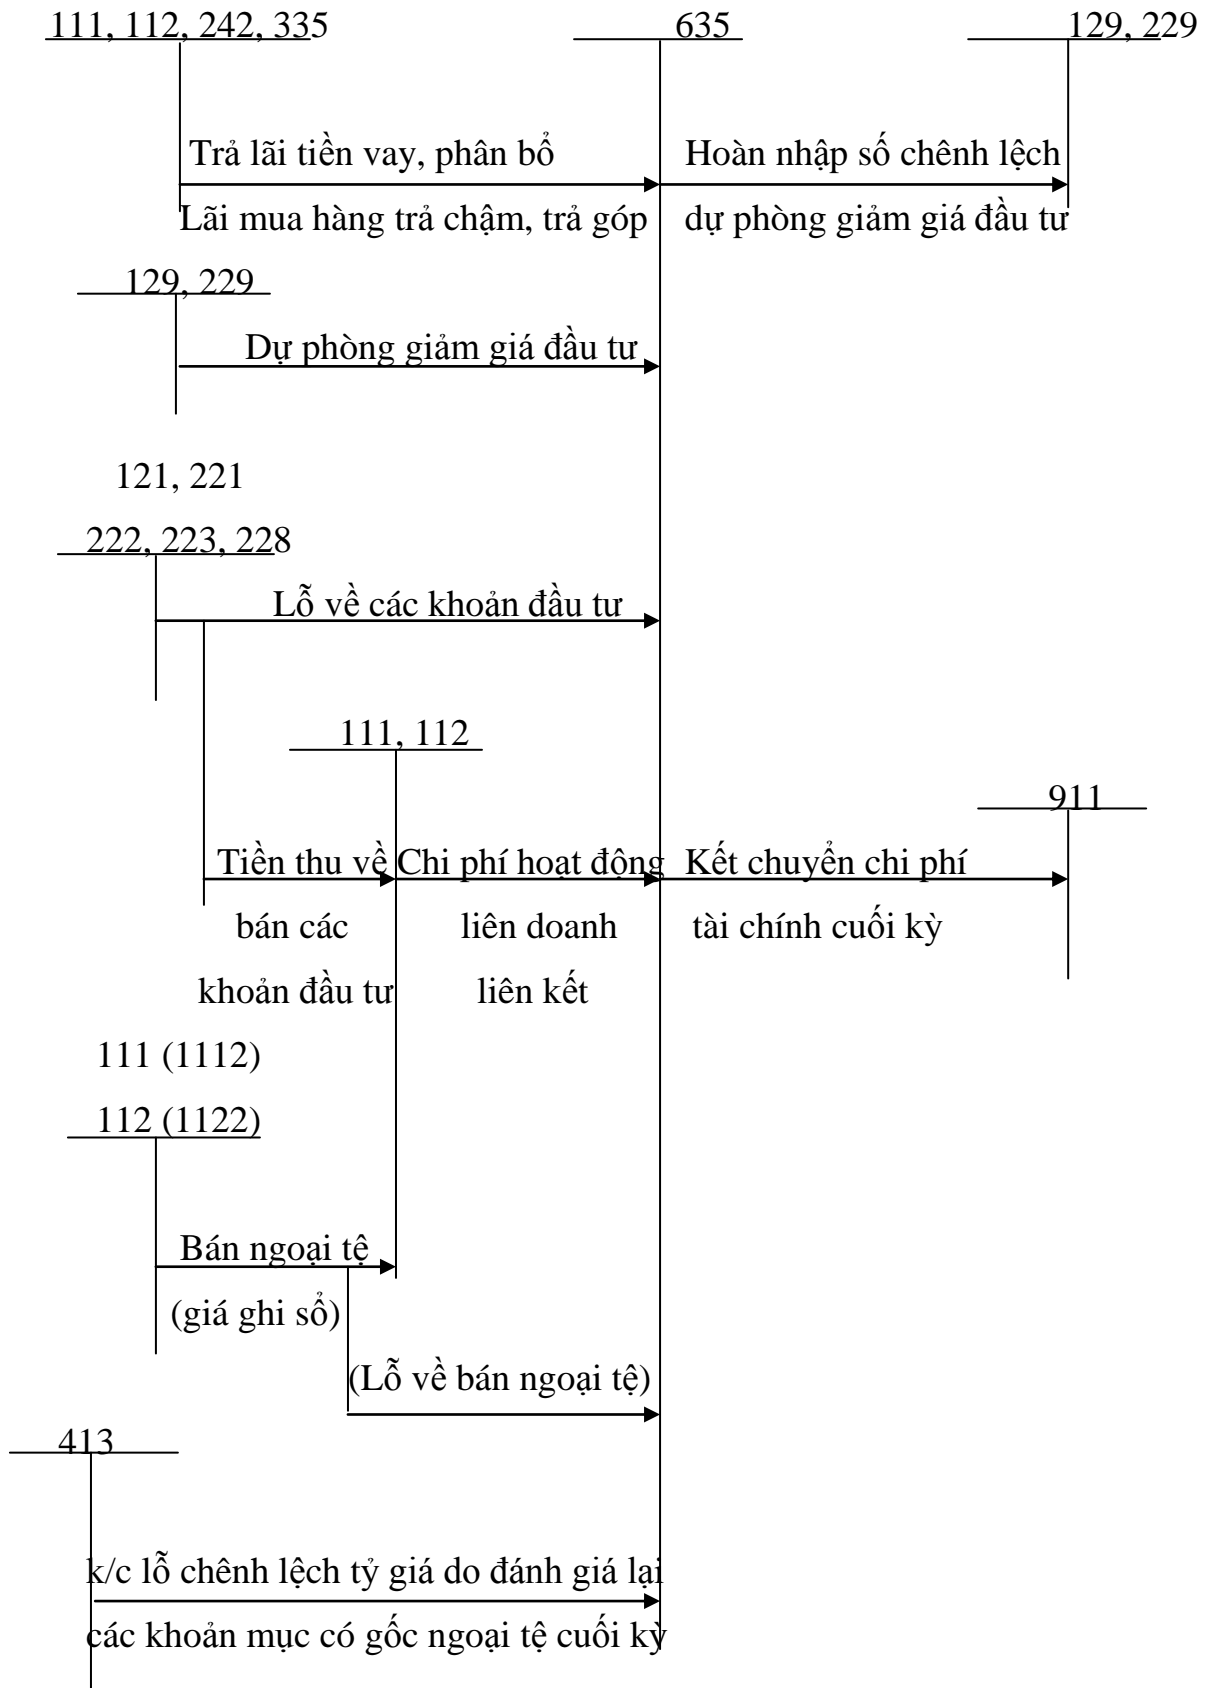 111, 112, 242, 335
635
129, 229
Trả lãi tiền vay, phân bổ
Hoàn nhập số chênh lệch
Lãi mua hàng trả chậm, trả góp
dự phòng giảm giá đầu tư
129, 229
Dự phòng giảm giá đầu tư
121, 221
222, 223, 228
Lỗ về các khoản đầu tư
111, 112
911
Tiền thu về
Chi phí hoạt động
Kết chuyển chi phí
bán các
liên doanh
tài chính cuối kỳ
khoản đầu tư
liên kết
111 (1112)
112 (1122)
Bán ngoại tệ
(giá ghi sổ)
(Lỗ về bán ngoại tệ)
413
k/c lỗ chênh lệch tỷ giá do đánh giá lại
các khoản mục có gốc ngoại tệ cuối kỳ